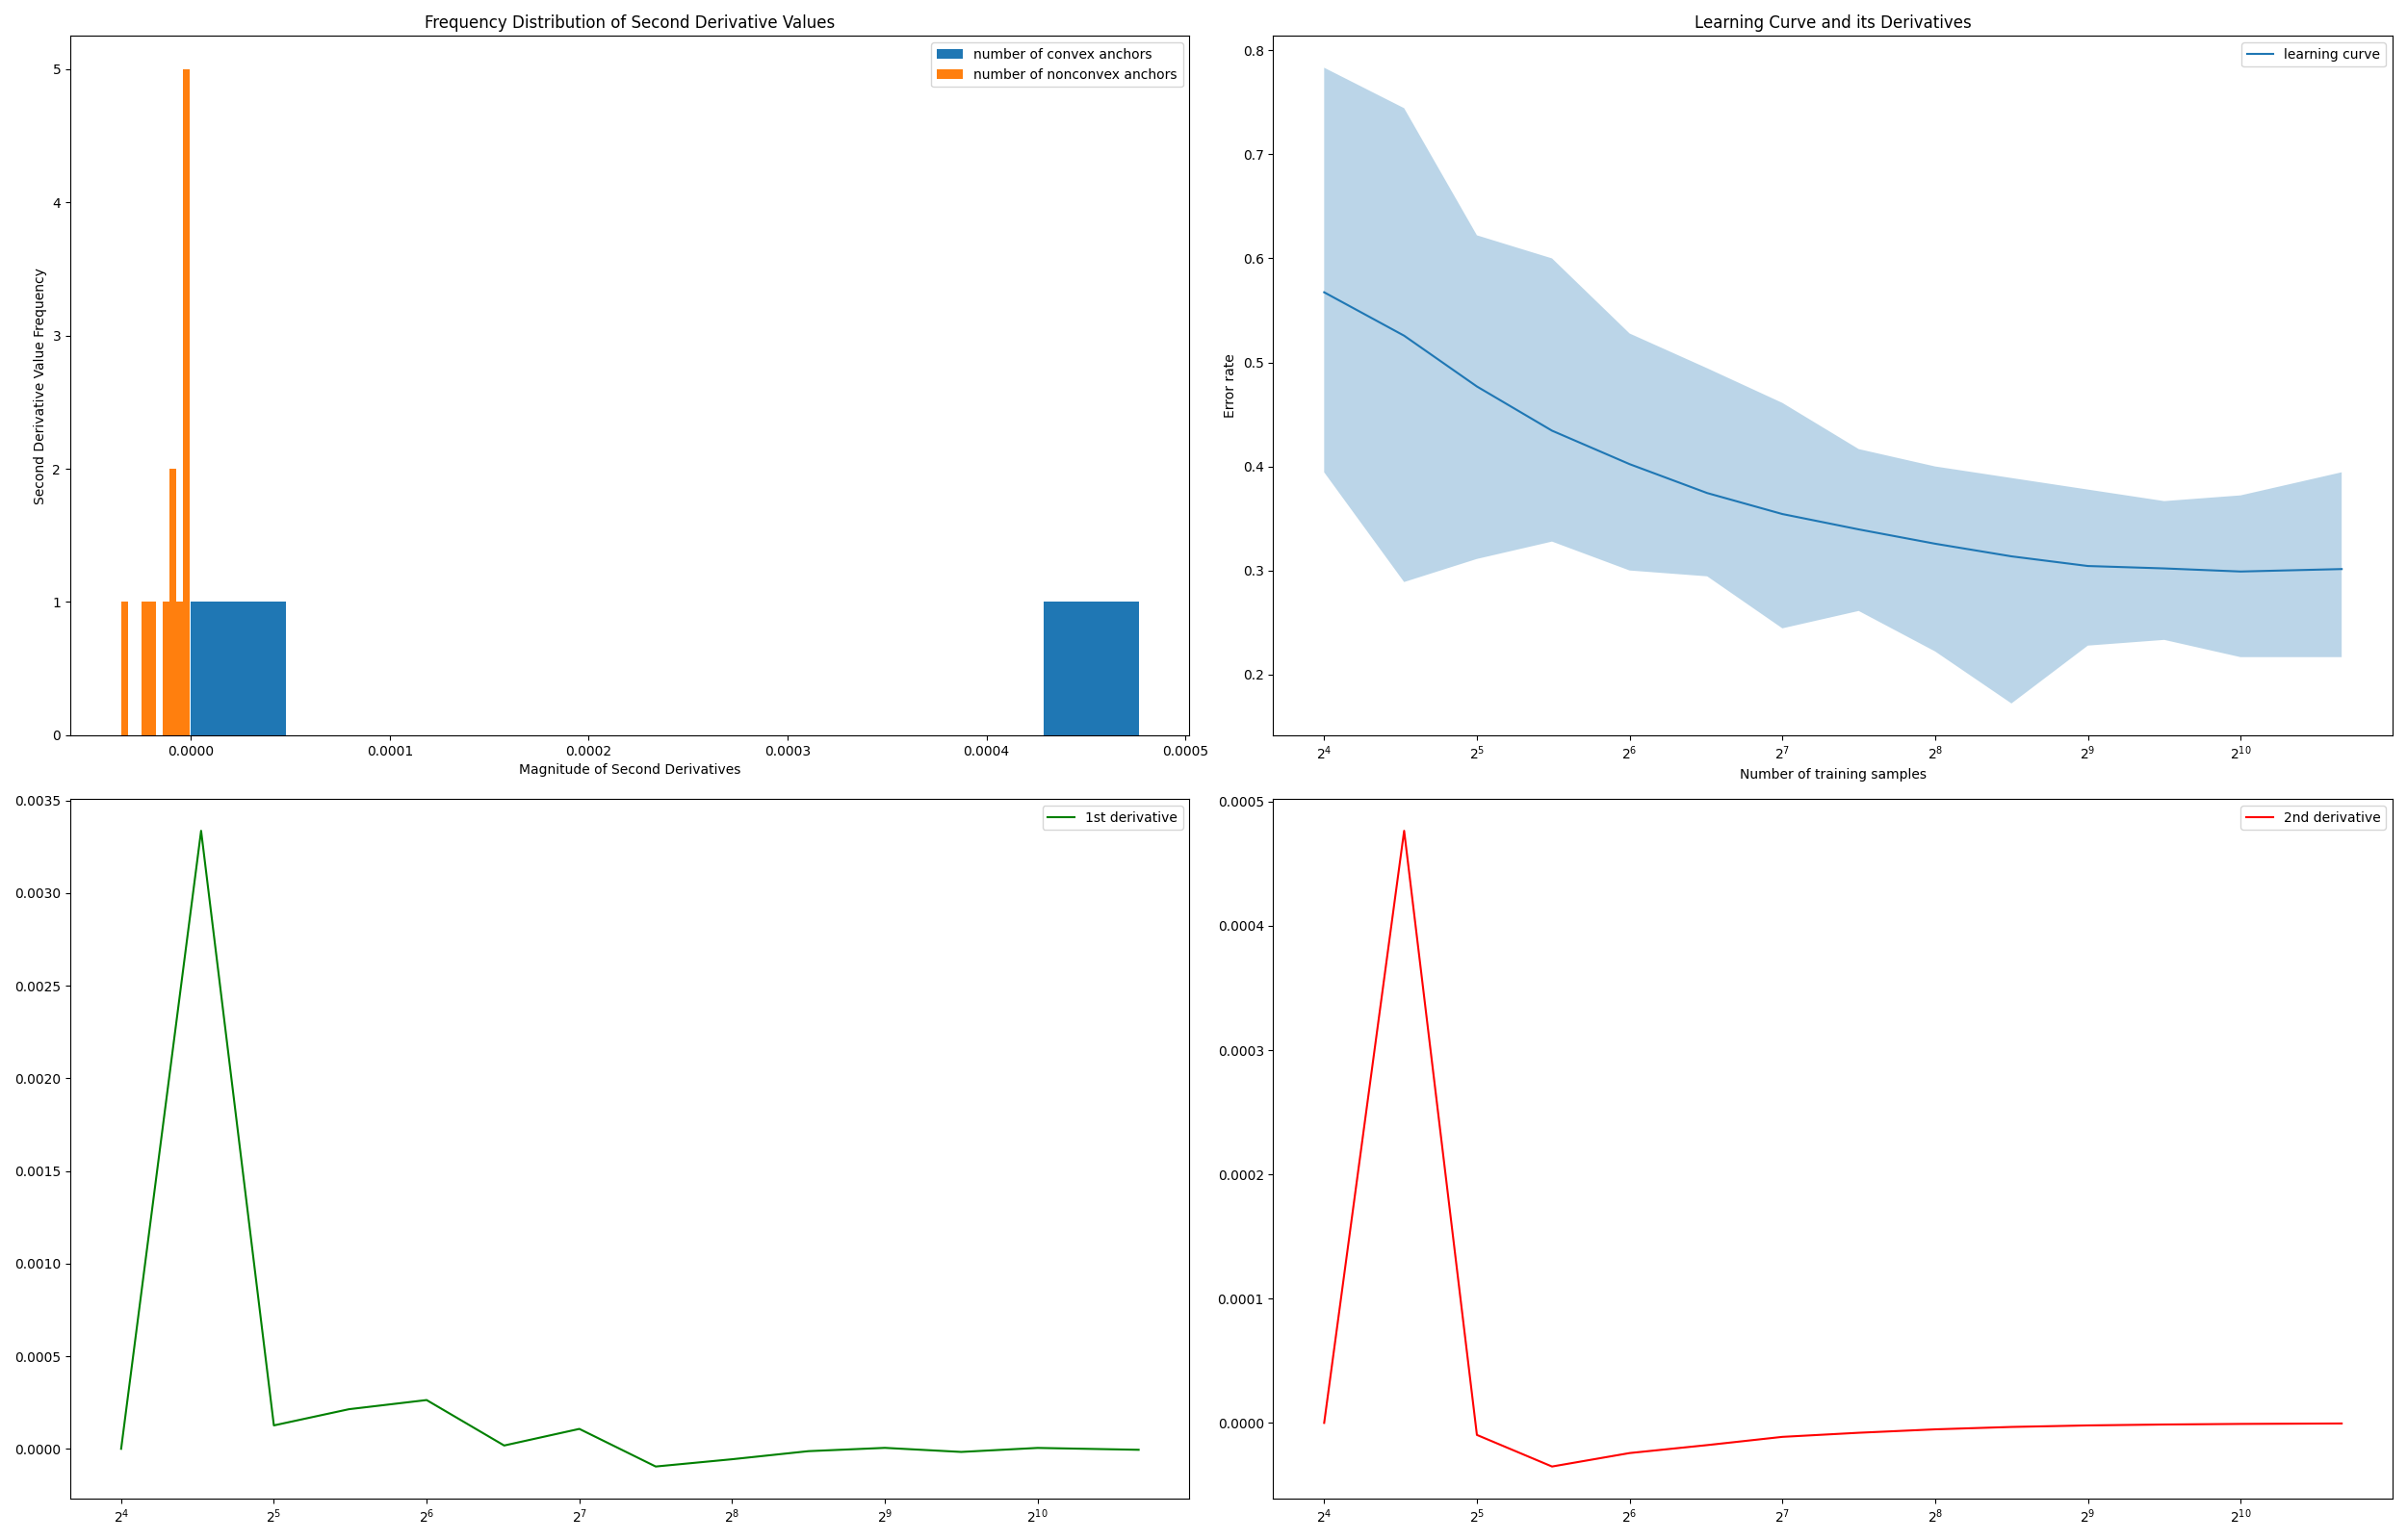 Frequency Distribution of Second Derivative Values
number of convex anchors
number of nonconvex anchors
5
4
3
2
1
0
Second Derivative Value Frequency
0.0000 0.0001 0.0002 0.0003 0.0004 0.0005
Magnitude of Second Derivatives
Learning Curve and its Derivatives
learning curve
0.8
0.7
0.6
0.5
0.4
0.3
0.2
Error rate
2⁴ 2⁵ 2⁶ 2⁷ 2⁸ 2⁹ 2¹⁰
Number of training samples
1st derivative
0.0035
0.0030
0.0025
0.0020
0.0015
0.0010
0.0005
0.0000
2⁴ 2⁵ 2⁶ 2⁷ 2⁸ 2⁹ 2¹⁰
2nd derivative
0.0005
0.0004
0.0003
0.0002
0.0001
0.0000
2⁴ 2⁵ 2⁶ 2⁷ 2⁸ 2⁹ 2¹⁰